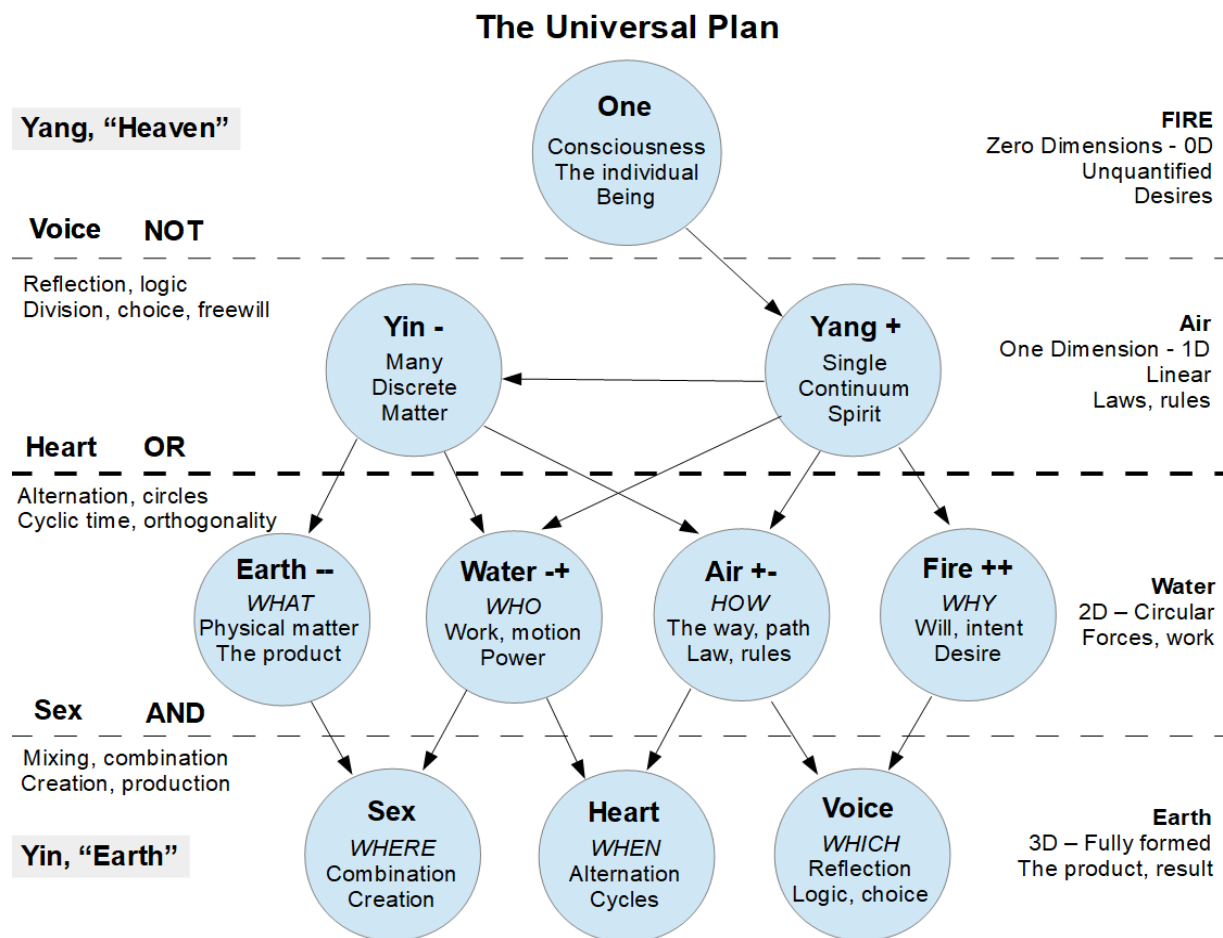 The Universal Plan
Yang, “Heaven”
One
Consciousness
The individual
Being
FIRE
Zero Dimensions - 0D
Unquantified
Desires
Voice NOT
Reflection, logic
Division, choice, freewill
Yin -
Many
Discrete
Matter
Yang +
Single
Continuum
Spirit
Air
One Dimension - 1D
Linear
Laws, rules
Heart OR
Alternation, circles
Cyclic time, orthogonality
Earth --
WHAT
Physical matter
The product
Water -+
WHO
Work, motion
Power
Air +-
HOW
The way, path
Law, rules
Fire ++
WHY
Will, intent
Desire
Water
2D – Circular
Forces, work
Sex AND
Mixing, combination
Creation, production
Yin, “Earth”
Sex
WHERE
Combination
Creation
Heart
WHEN
Alternation
Cycles
Voice
WHICH
Reflection
Logic, choice
Earth
3D – Fully formed
The product, result